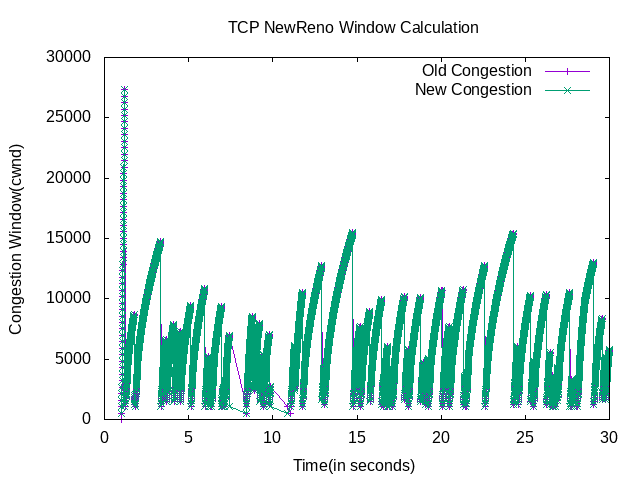 TCP NewReno Window Calculation
30000
25000
20000
15000
10000
5000
0
0 5 10 15 20 25 30
Congestion Window(cwnd)
Time(in seconds)
Old Congestion
New Congestion